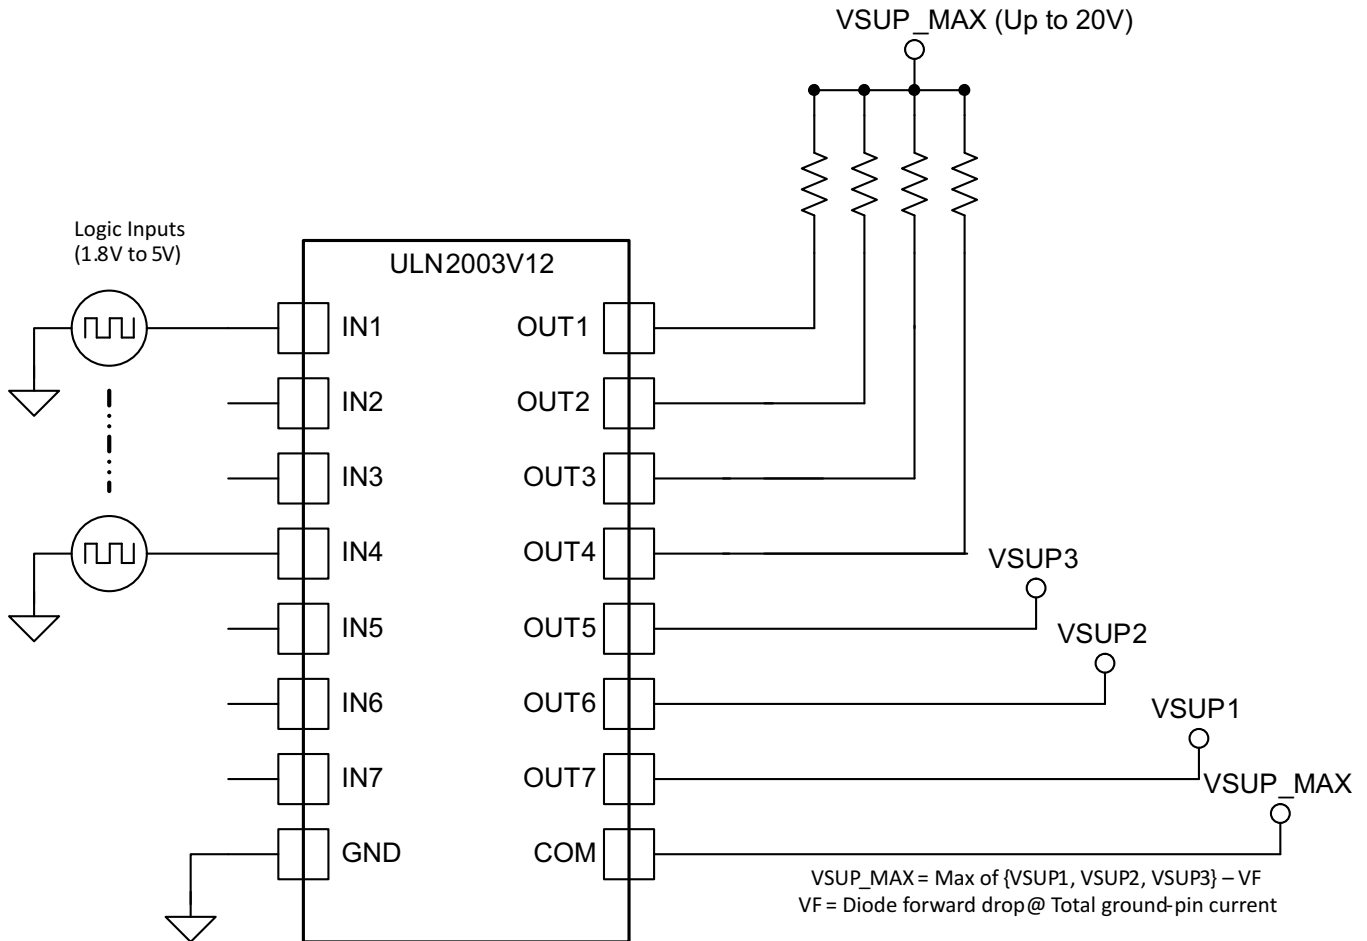 VSUP_MAX (Up to 20V)
Logic Inputs
(1.8V to 5V)
ULN2003V12
IN1
OUT1
IN2
OUT2
IN3
OUT3
IN4
OUT4
VSUP3
IN5
OUT5
VSUP2
IN6
OUT6
VSUP1
IN7
OUT7
VSUP_MAX
GND
COM
VSUP_MAX = Max of {VSUP1, VSUP2, VSUP3} – VF
VF = Diode forward drop @ Total ground-pin current